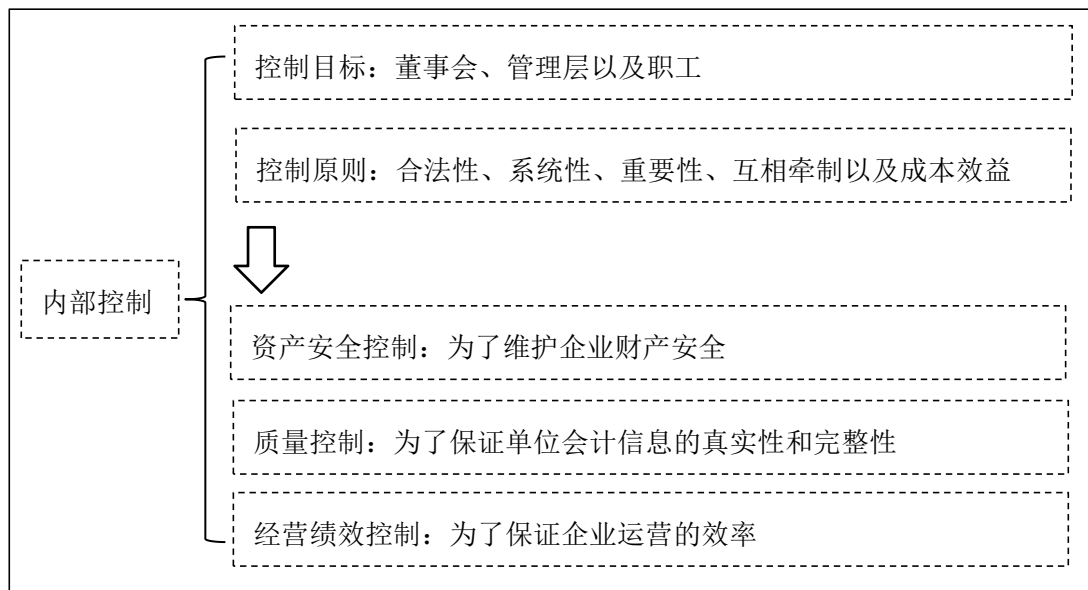 控制目标：董事会、管理层以及职工
控制原则：合法性、系统性、重要性、互相牵制以及成本效益
内部控制
资产安全控制：为了维护企业财产安全
质量控制：为了保证单位会计信息的真实性和完整性
经营绩效控制：为了保证企业运营的效率